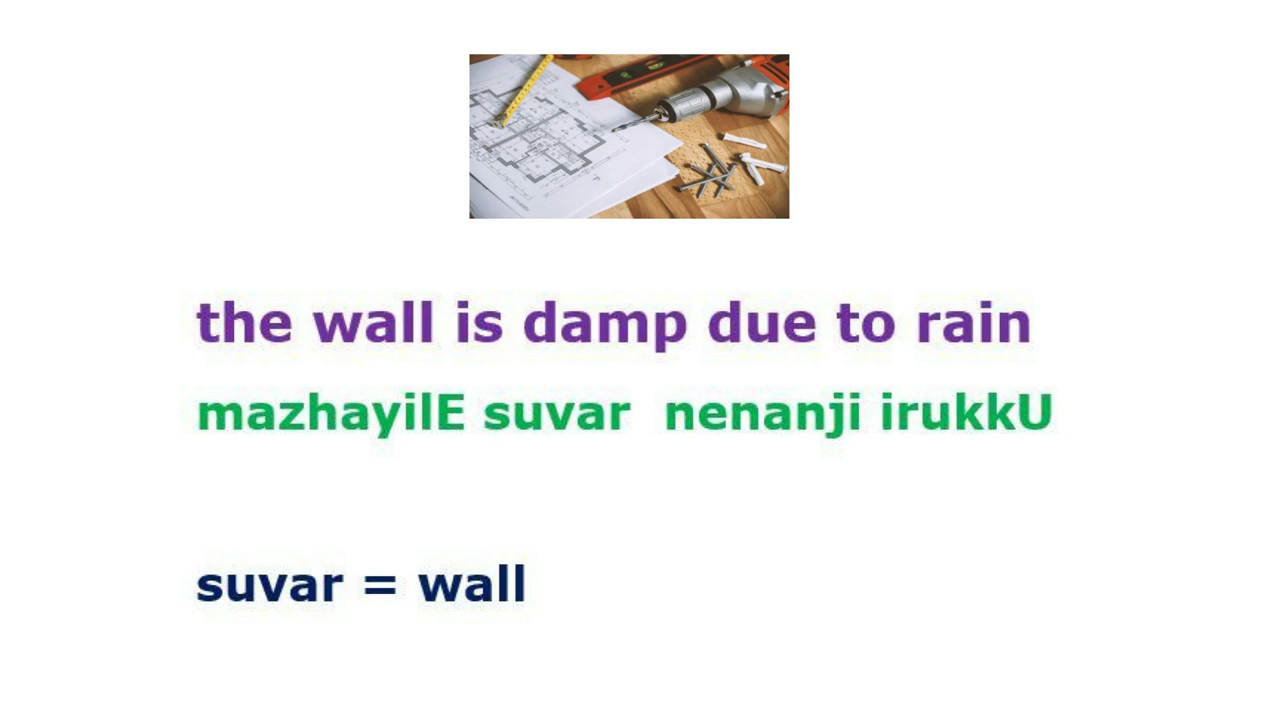 the wall is damp due to rain
mazhayilE suvar  nenanji irukkU
suvar = wall